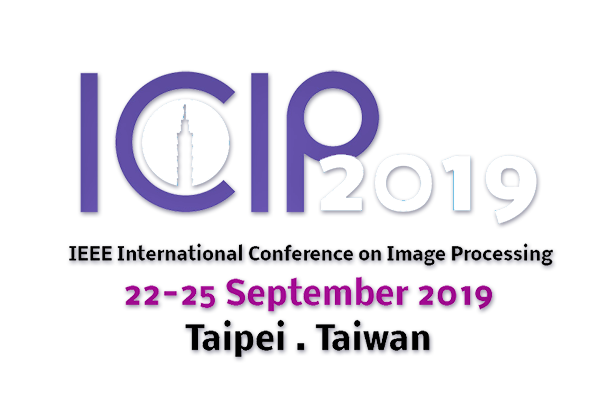 ICIP 2019
IEEE International Conference on Image Processing
22-25 September 2019
Taipei . Taiwan